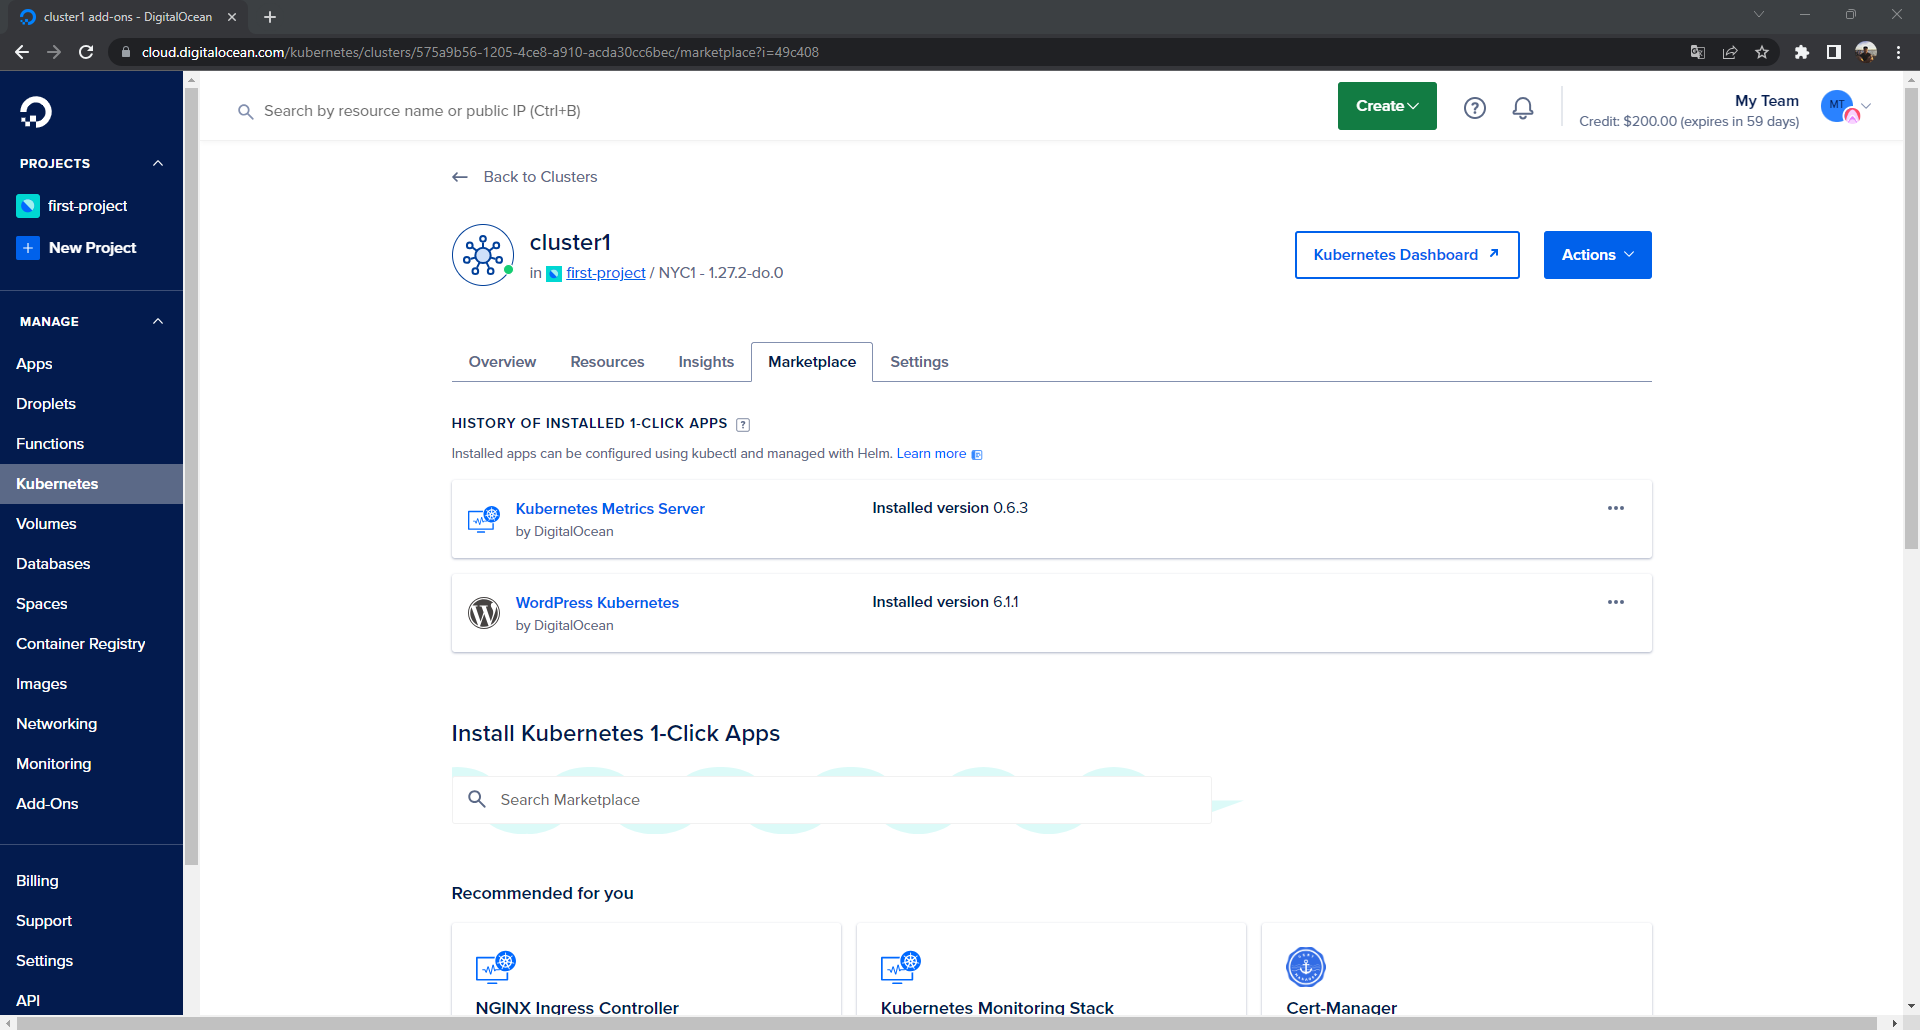 cluster1 add-ons - DigitalOcean
cloud.digitalocean.com/kubernetes/clusters/575a9b56-1205-4ce8-a910-acda30cc6bec/marketplace?i=49c408
Search by resource name or public IP (Ctrl+B)
Create
?
My Team
Credit: $200.00 (expires in 59 days)
MT
PROJECTS
first-project
New Project
MANAGE
Apps
Droplets
Functions
Kubernetes
Volumes
Databases
Spaces
Container Registry
Images
Networking
Monitoring
Add-Ons
Billing
Support
Settings
API
Back to Clusters
cluster1
in first-project / NYC1 - 1.27.2-do.0
Kubernetes Dashboard
Actions
Overview
Resources
Insights
Marketplace
Settings
HISTORY OF INSTALLED 1-CLICK APPS ?
Installed apps can be configured using kubectl and managed with Helm. Learn more
Kubernetes Metrics Server
by DigitalOcean
Installed version 0.6.3
WordPress Kubernetes
by DigitalOcean
Installed version 6.1.1
Install Kubernetes 1-Click Apps
Search Marketplace
Recommended for you
NGINX Ingress Controller
Kubernetes Monitoring Stack
Cert-Manager